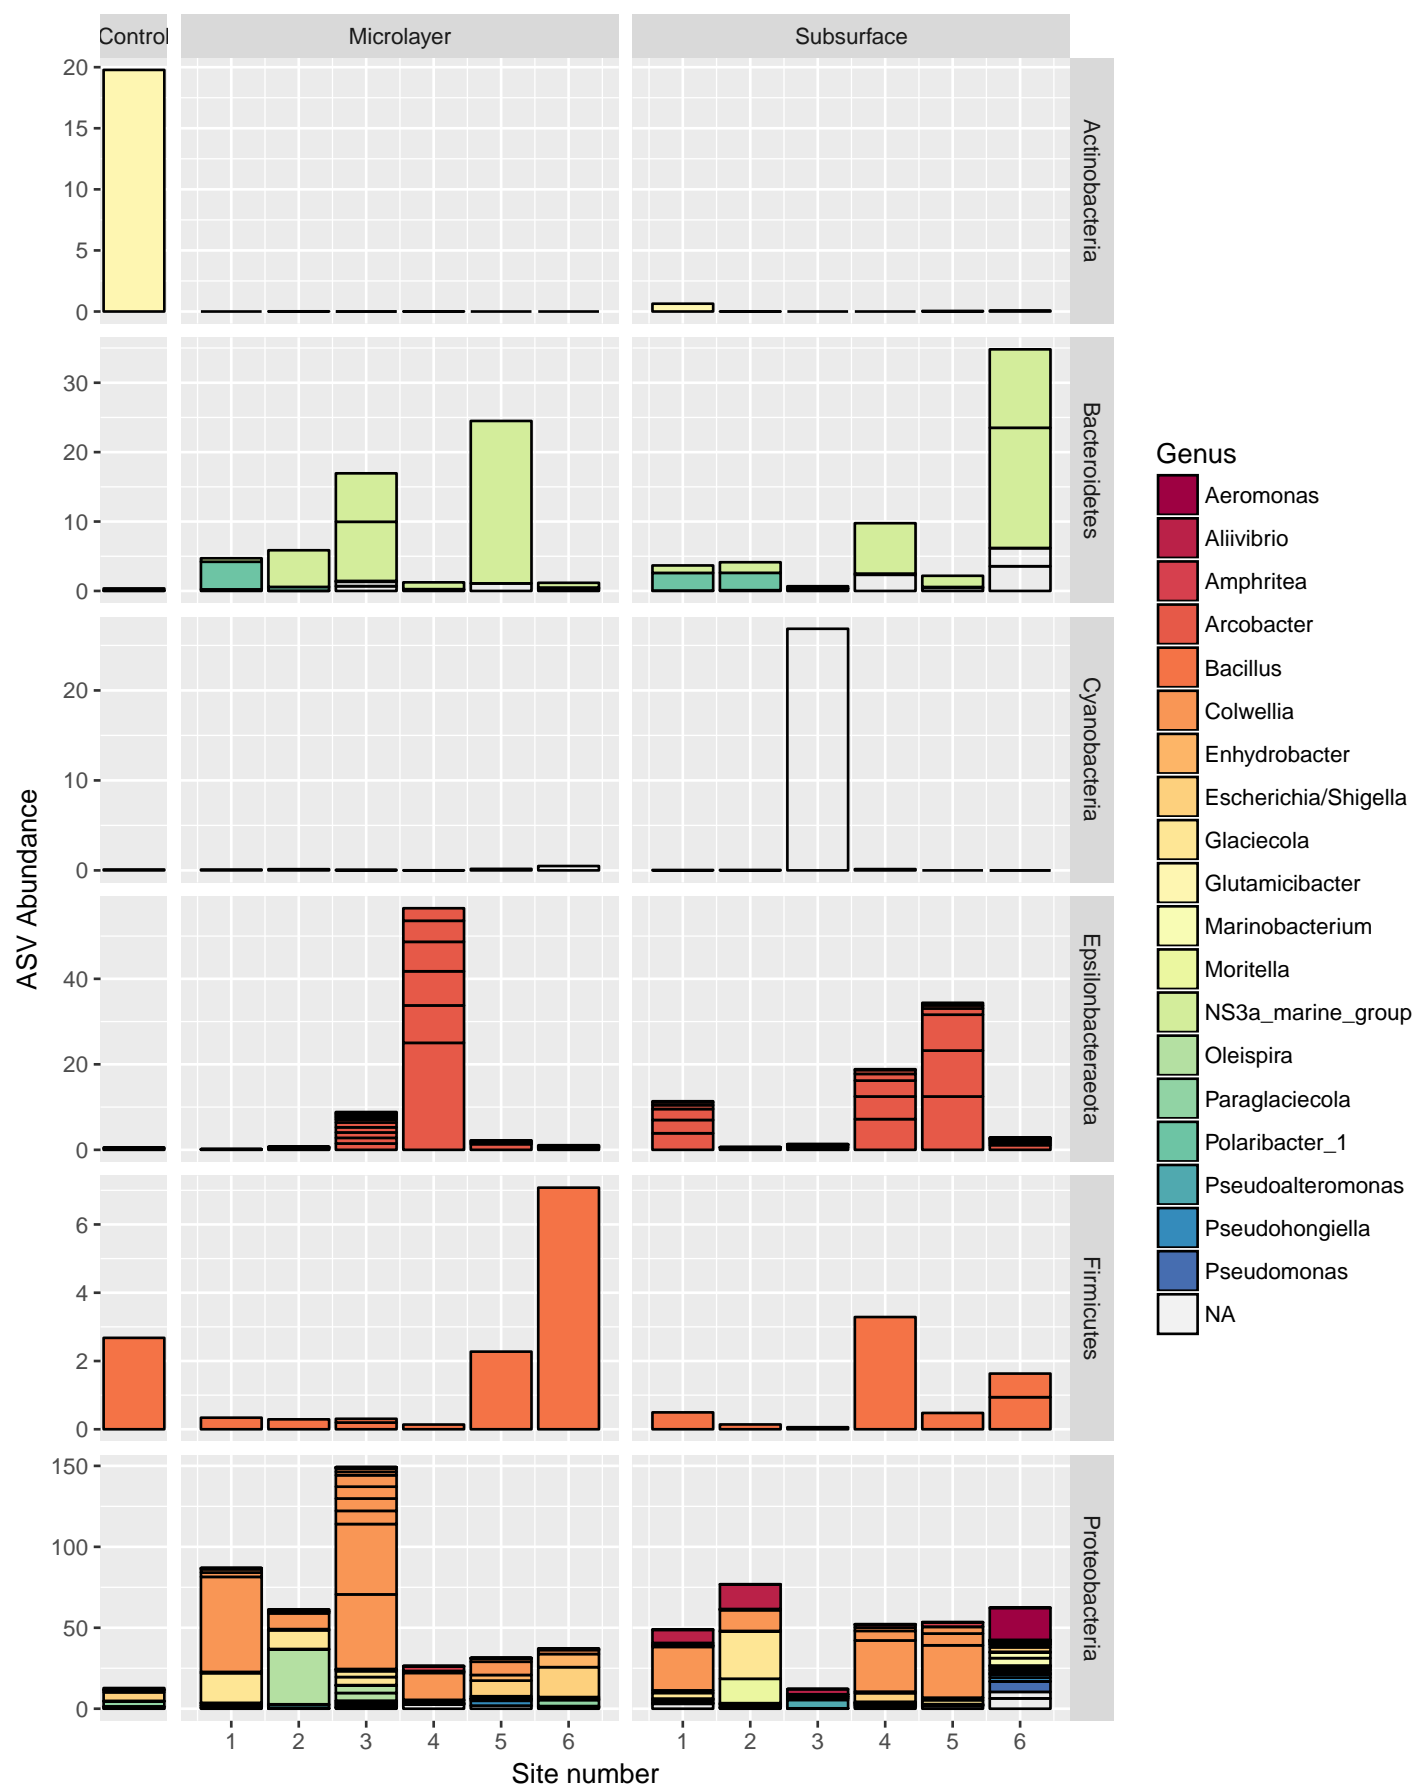 Control
Microlayer
Subsurface
20
15
10
5
0
Actinobacteria
30
20
10
0
Bacteroidetes
20
10
0
Cyanobacteria
40
20
0
Epsilonbacteraeota
6
4
2
0
Firmicutes
150
100
50
0
Proteobacteria
1 2 3 4 5 6
1 2 3 4 5 6
Site number
ASV Abundance
Genus
Aeromonas
Aliivibrio
Amphritea
Arcobacter
Bacillus
Colwellia
Enhydrobacter
Escherichia/Shigella
Glaciecola
Glutamicibacter
Marinobacterium
Moritella
NS3a_marine_group
Oleispira
Paraglaciecola
Polaribacter_1
Pseudoalteromonas
Pseudohongiella
Pseudomonas
NA